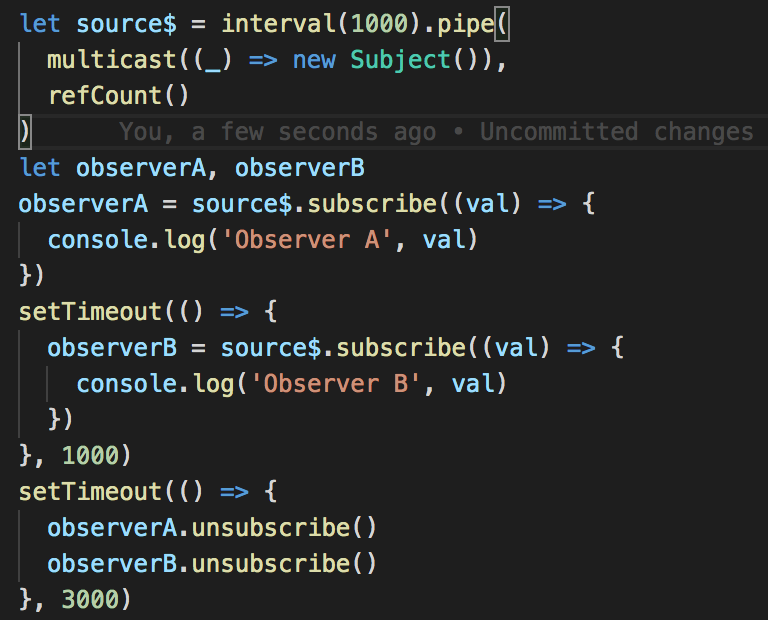 let source$ = interval(1000).pipe(
  multicast((_) => new Subject()),
  refCount()
)      You, a few seconds ago • Uncommitted changes
let observerA, observerB
observerA = source$.subscribe((val) => {
  console.log('Observer A', val)
})
setTimeout(() => {
  observerB = source$.subscribe((val) => {
    console.log('Observer B', val)
  })
}, 1000)
setTimeout(() => {
  observerA.unsubscribe()
  observerB.unsubscribe()
}, 3000)